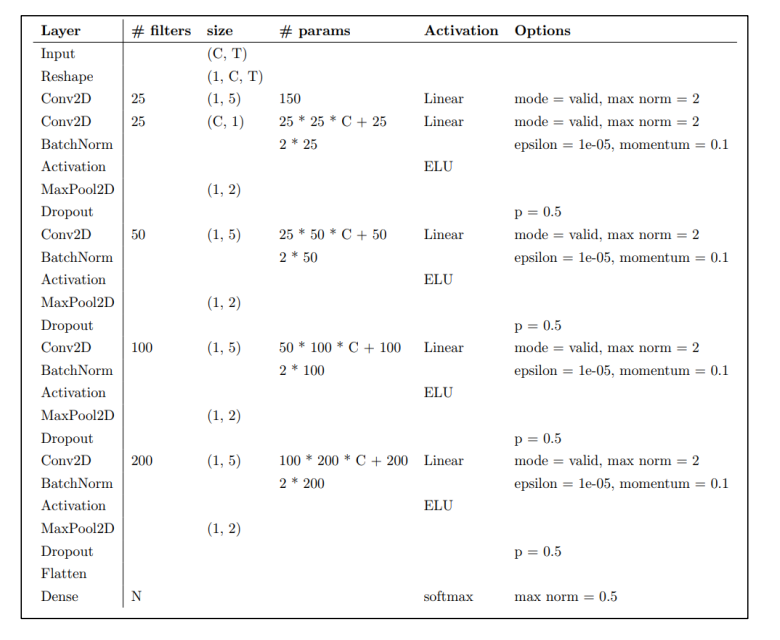 Layer # filters size # params Activation Options
Input (C, T)
Reshape (1, C, T)
Conv2D 25 (1, 5) 150 Linear mode = valid, max norm = 2
Conv2D 25 (C, 1) 25 * 25 * C + 25 Linear mode = valid, max norm = 2
BatchNorm 2 * 25 epsilon = 1e-05, momentum = 0.1
Activation ELU
MaxPool2D (1, 2)
Dropout p = 0.5
Conv2D 50 (1, 5) 25 * 50 * C + 50 Linear mode = valid, max norm = 2
BatchNorm 2 * 50 epsilon = 1e-05, momentum = 0.1
Activation ELU
MaxPool2D (1, 2)
Dropout p = 0.5
Conv2D 100 (1, 5) 50 * 100 * C + 100 Linear mode = valid, max norm = 2
BatchNorm 2 * 100 epsilon = 1e-05, momentum = 0.1
Activation ELU
MaxPool2D (1, 2)
Dropout p = 0.5
Conv2D 200 (1, 5) 100 * 200 * C + 200 Linear mode = valid, max norm = 2
BatchNorm 2 * 200 epsilon = 1e-05, momentum = 0.1
Activation ELU
MaxPool2D (1, 2)
Dropout p = 0.5
Flatten
Dense N softmax max norm = 0.5